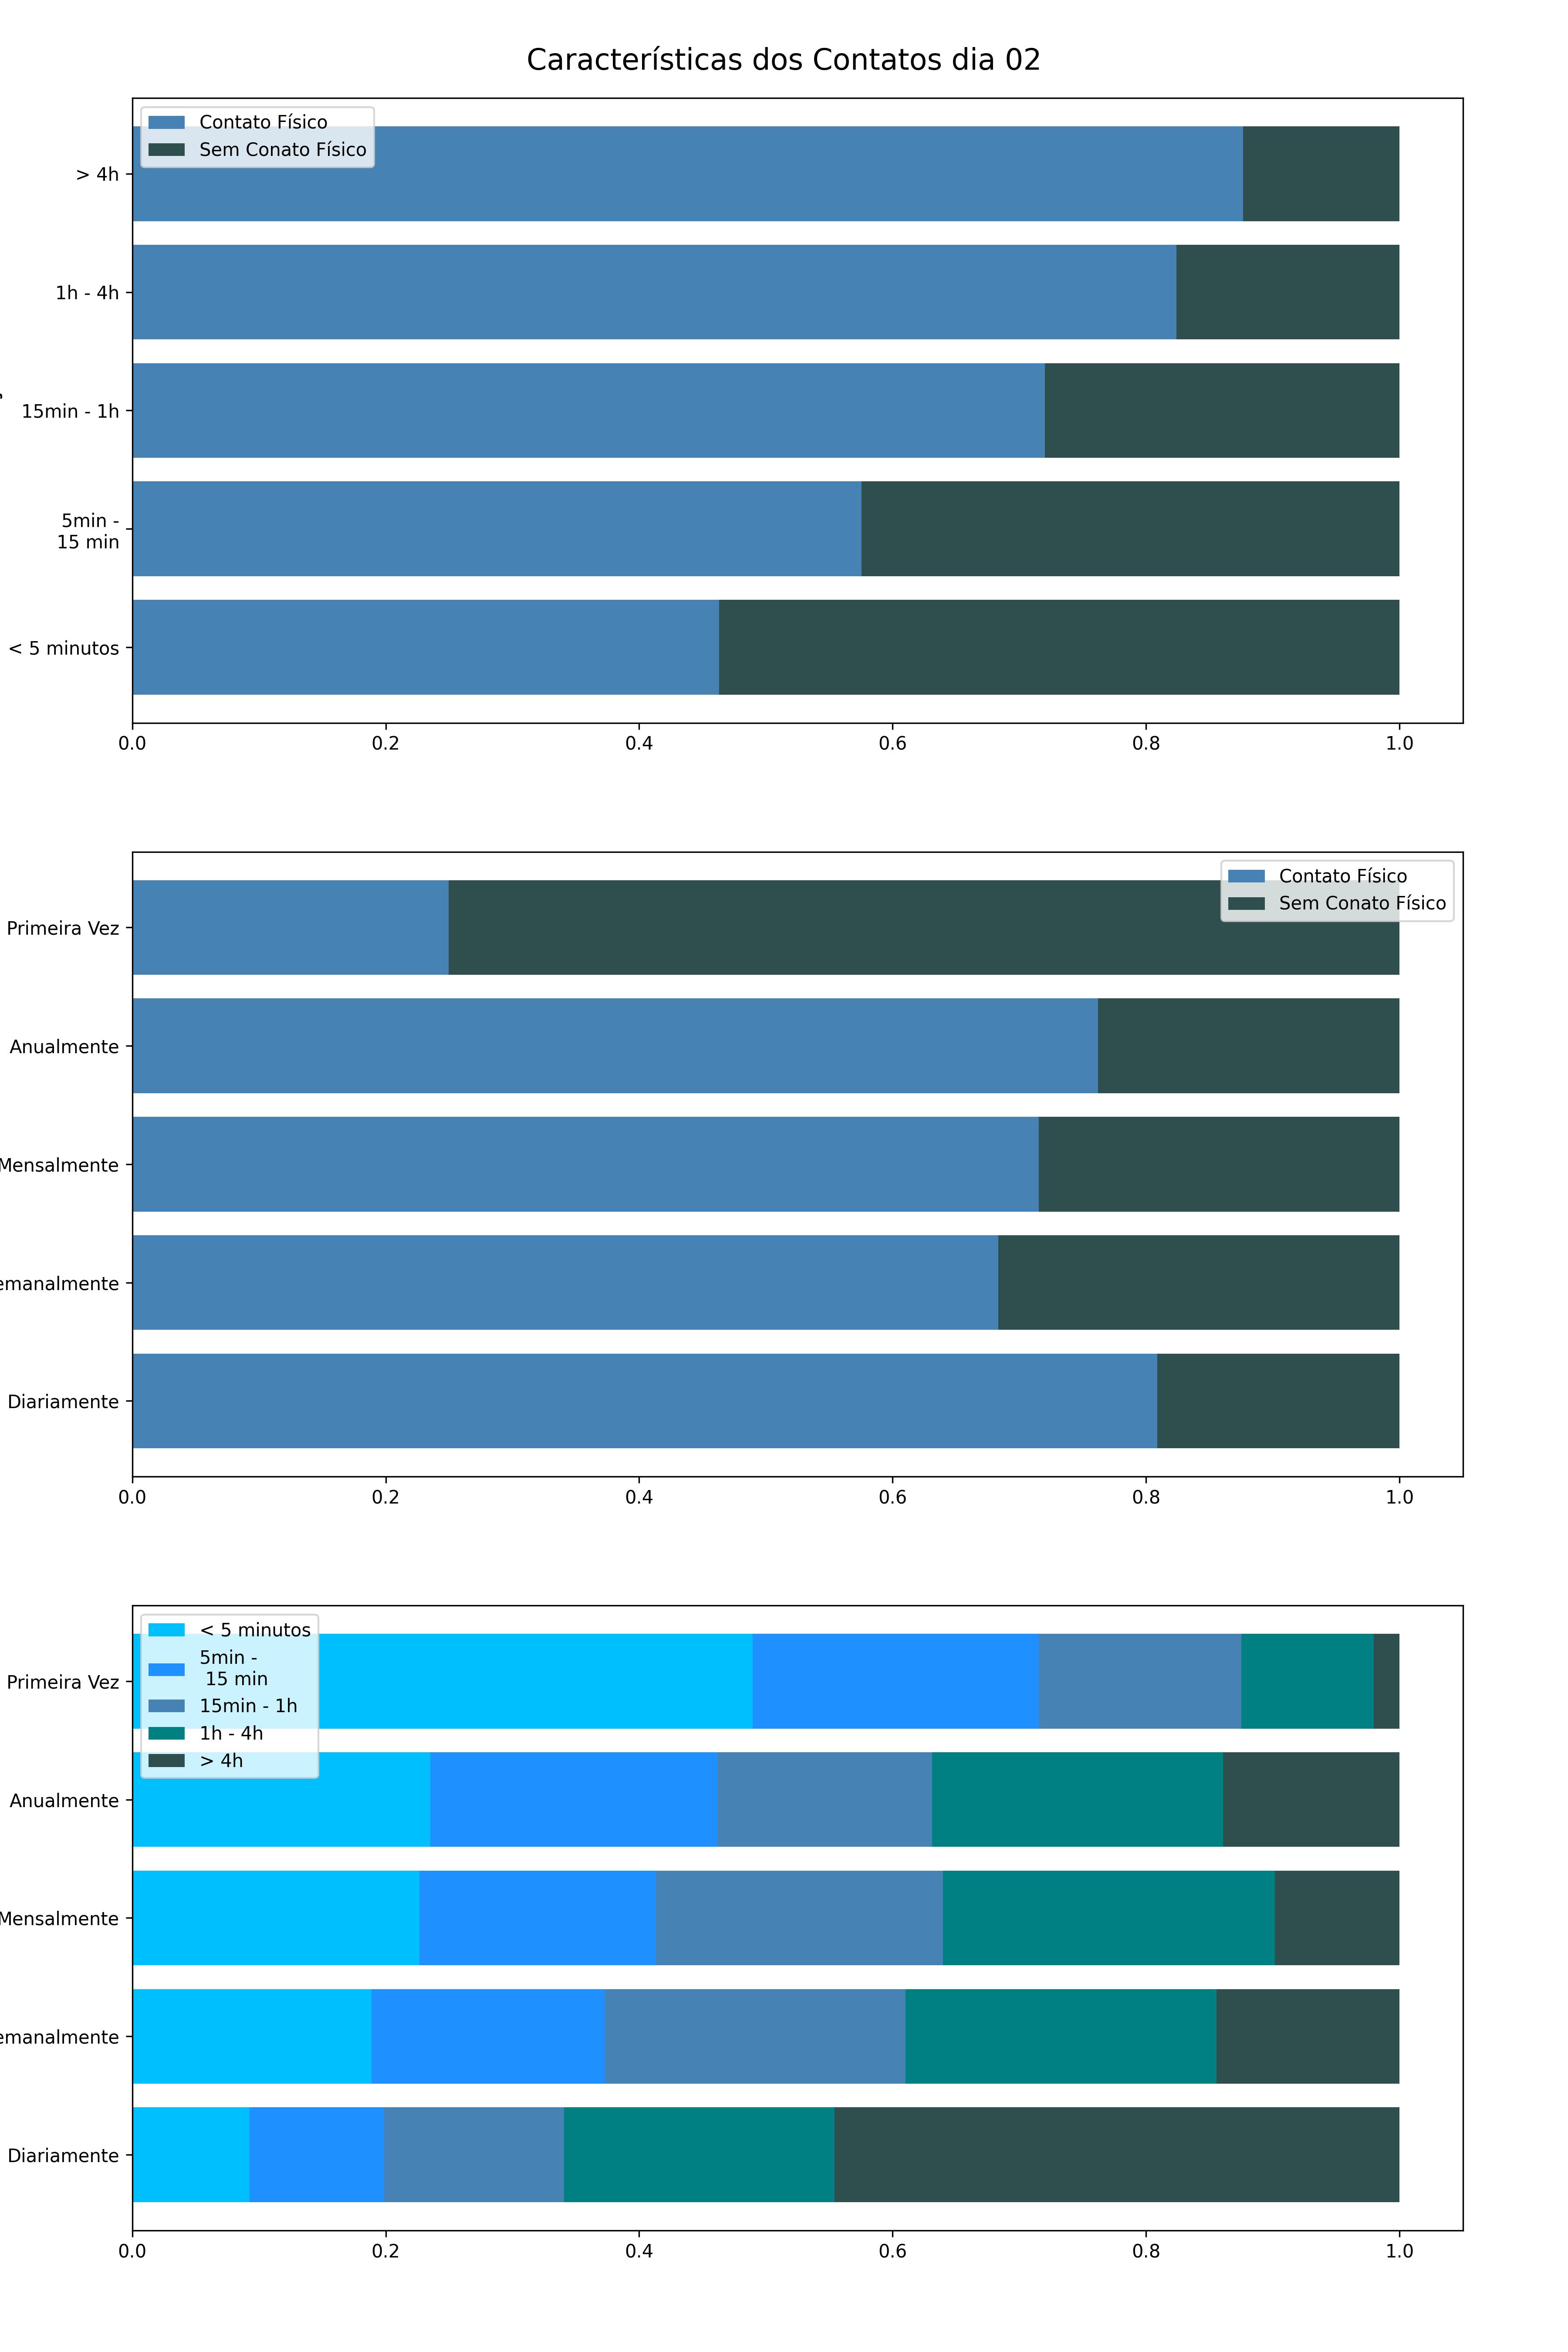 Características dos Contatos dia 02
Contato Físico
Sem Conato Físico
> 4h
1h - 4h
15min - 1h
5min -
15 min
< 5 minutos
0.0 0.2 0.4 0.6 0.8 1.0
Contato Físico
Sem Conato Físico
Primeira Vez
Anualmente
Mensalmente
emanalmente
Diariamente
0.0 0.2 0.4 0.6 0.8 1.0
< 5 minutos
5min -
15 min
15min - 1h
1h - 4h
> 4h
Primeira Vez
Anualmente
Mensalmente
emanalmente
Diariamente
0.0 0.2 0.4 0.6 0.8 1.0